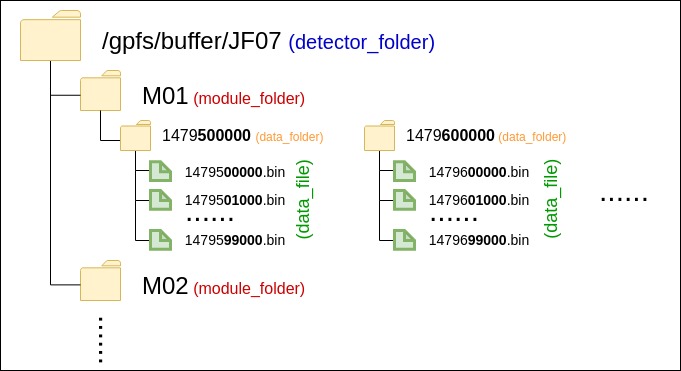 /gpfs/buffer/JF07 (detector_folder)
M01 (module_folder)
1479500000 (data_folder)
1479500000.bin
1479501000.bin
......
1479599000.bin
(data_file)
1479600000 (data_folder)
1479600000.bin
1479601000.bin
......
1479699000.bin
(data_file)
......
M02 (module_folder)
......